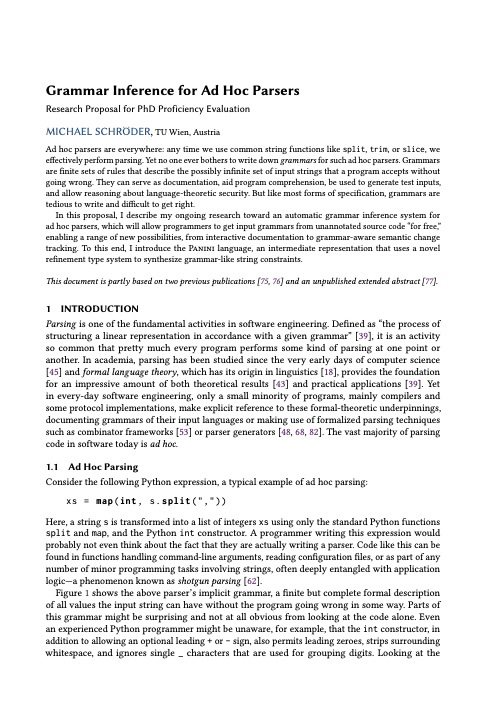 Grammar Inference for Ad Hoc Parsers
Research Proposal for PhD Proficiency Evaluation
MICHAEL SCHRÖDER, TU Wien, Austria
Ad hoc parsers are everywhere: any time we use common string functions like split, trim, or slice, we
effectively perform parsing. Yet no one ever bothers to write down grammars for such ad hoc parsers. Grammars
are finite sets of rules that describe the possibly infinite set of input strings that a program accepts without
going wrong. They can serve as documentation, aid program comprehension, be used to generate test inputs,
and allow reasoning about language-theoretic security. But like most forms of specification, grammars are
tedious to write and difficult to get right.
In this proposal, I describe my ongoing research toward an automatic grammar inference system for
ad hoc parsers, which will allow programmers to get input grammars from unannotated source code "for free,"
enabling a range of new possibilities, from interactive documentation to grammar-aware semantic change
tracking. To this end, I introduce the PANINI language, an intermediate representation that uses a novel
refinement type system to synthesize grammar-like string constraints.
This document is partly based on two previous publications [75, 76] and an unpublished extended abstract [77].
1 INTRODUCTION
Parsing is one of the fundamental activities in software engineering. Defined as "the process of
structuring a linear representation in accordance with a given grammar" [39], it is an activity
so common that pretty much every program performs some kind of parsing at one point or
another. In academia, parsing has been studied since the very early days of computer science
[45] and formal language theory, which has its origin in linguistics [18], provides the foundation
for an impressive amount of both theoretical results [43] and practical applications [39]. Yet
in every-day software engineering, only a small minority of programs, mainly compilers and
some protocol implementations, make explicit reference to these formal-theoretic underpinnings,
documenting grammars of their input languages or making use of formalized parsing techniques
such as combinator frameworks [53] or parser generators [48, 68, 82]. The vast majority of parsing
code in software today is ad hoc.
1.1 Ad Hoc Parsing
Consider the following Python expression, a typical example of ad hoc parsing:
xs = map(int, s.split(","))
Here, a string s is transformed into a list of integers xs using only the standard Python functions
split and map, and the Python int constructor. A programmer writing this expression would
probably not even think about the fact that they are actually writing a parser. Code like this can be
found in functions handling command-line arguments, reading configuration files, or as part of any
number of minor programming tasks involving strings, often deeply entangled with application
logic—a phenomenon known as shotgun parsing [62].
Figure 1 shows the above parser's implicit grammar, a finite but complete formal description
of all values the input string can have without the program going wrong in some way. Parts of
this grammar might be surprising and not at all obvious from looking at the code alone. Even
an experienced Python programmer might be unaware, for example, that the int constructor, in
addition to allowing an optional leading + or - sign, also permits leading zeroes, strips surrounding
whitespace, and ignores single _ characters that are used for grouping digits. Looking at the